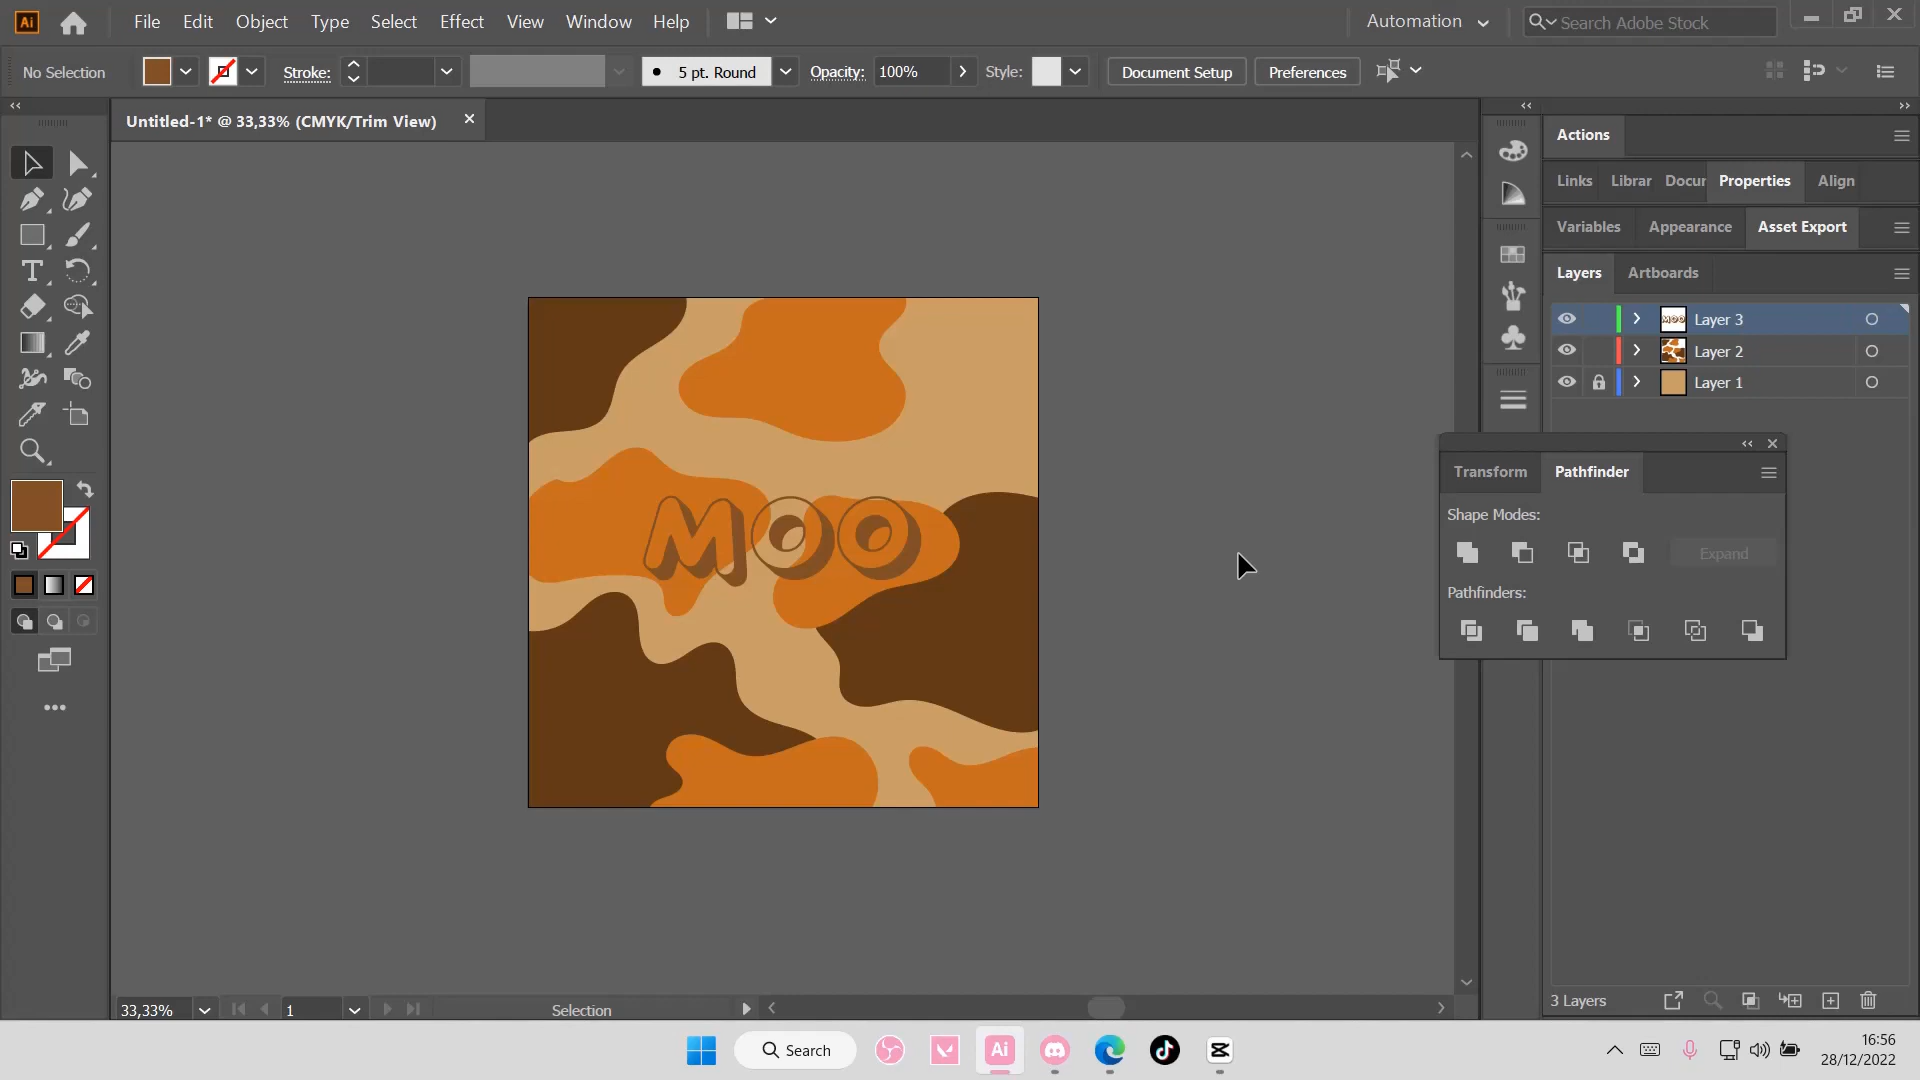 Ai File Edit Object Type Select Effect View Window Help Automation Search Adobe Stock
No Selection Stroke: 5 pt. Round Opacity: 100% Style: Document Setup Preferences
Untitled-1* @ 33,33% (CMYK/Trim View)
Actions
Links Librar Docur Properties Align
Variables Appearance Asset Export
Layers Artboards
MOO Layer 3
Layer 2
Layer 1
Transform Pathfinder
Shape Modes:
Expand
Pathfinders:
MOO
33,33% 1 Selection
3 Layers
Search Ai
16:56
28/12/2022